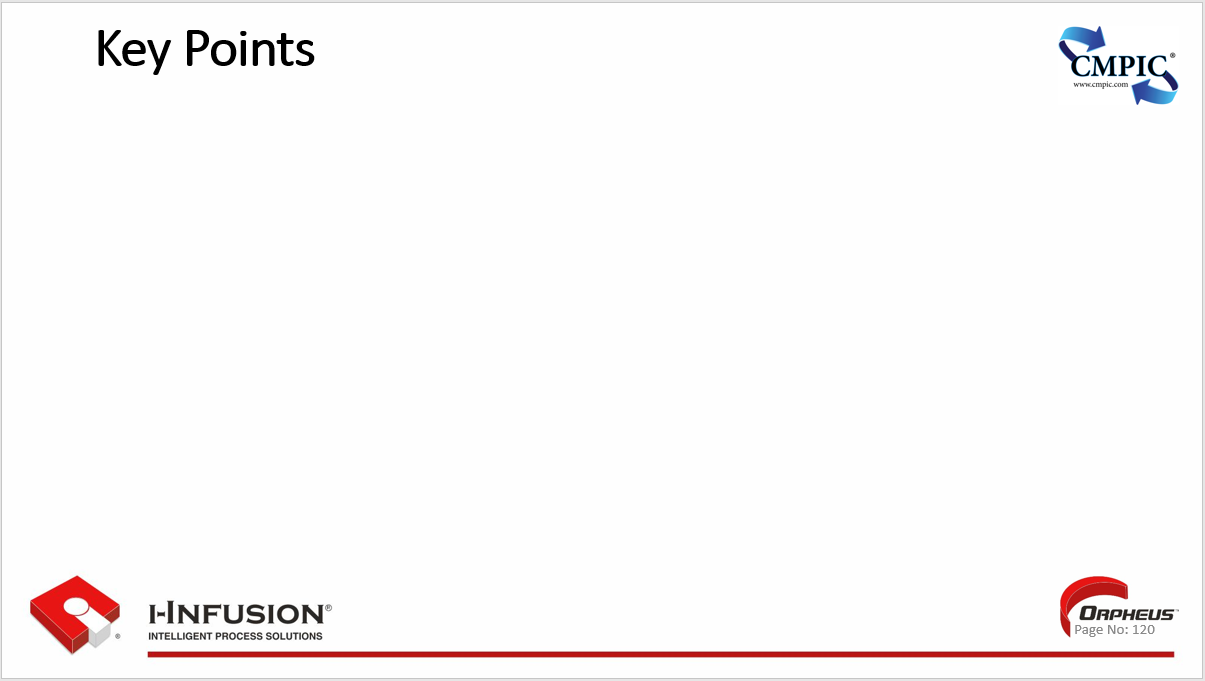 Key Points
CMPIC®
www.cmpic.com
I-INFUSION®
INTELLIGENT PROCESS SOLUTIONS
®
ORPHEUS™
Page No: 120